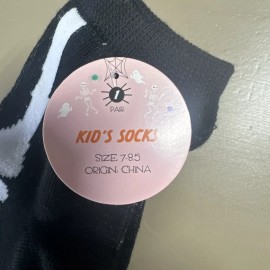 1
PAIR
KID'S SOCKS
SIZE: 7-8.5
ORIGIN: CHINA